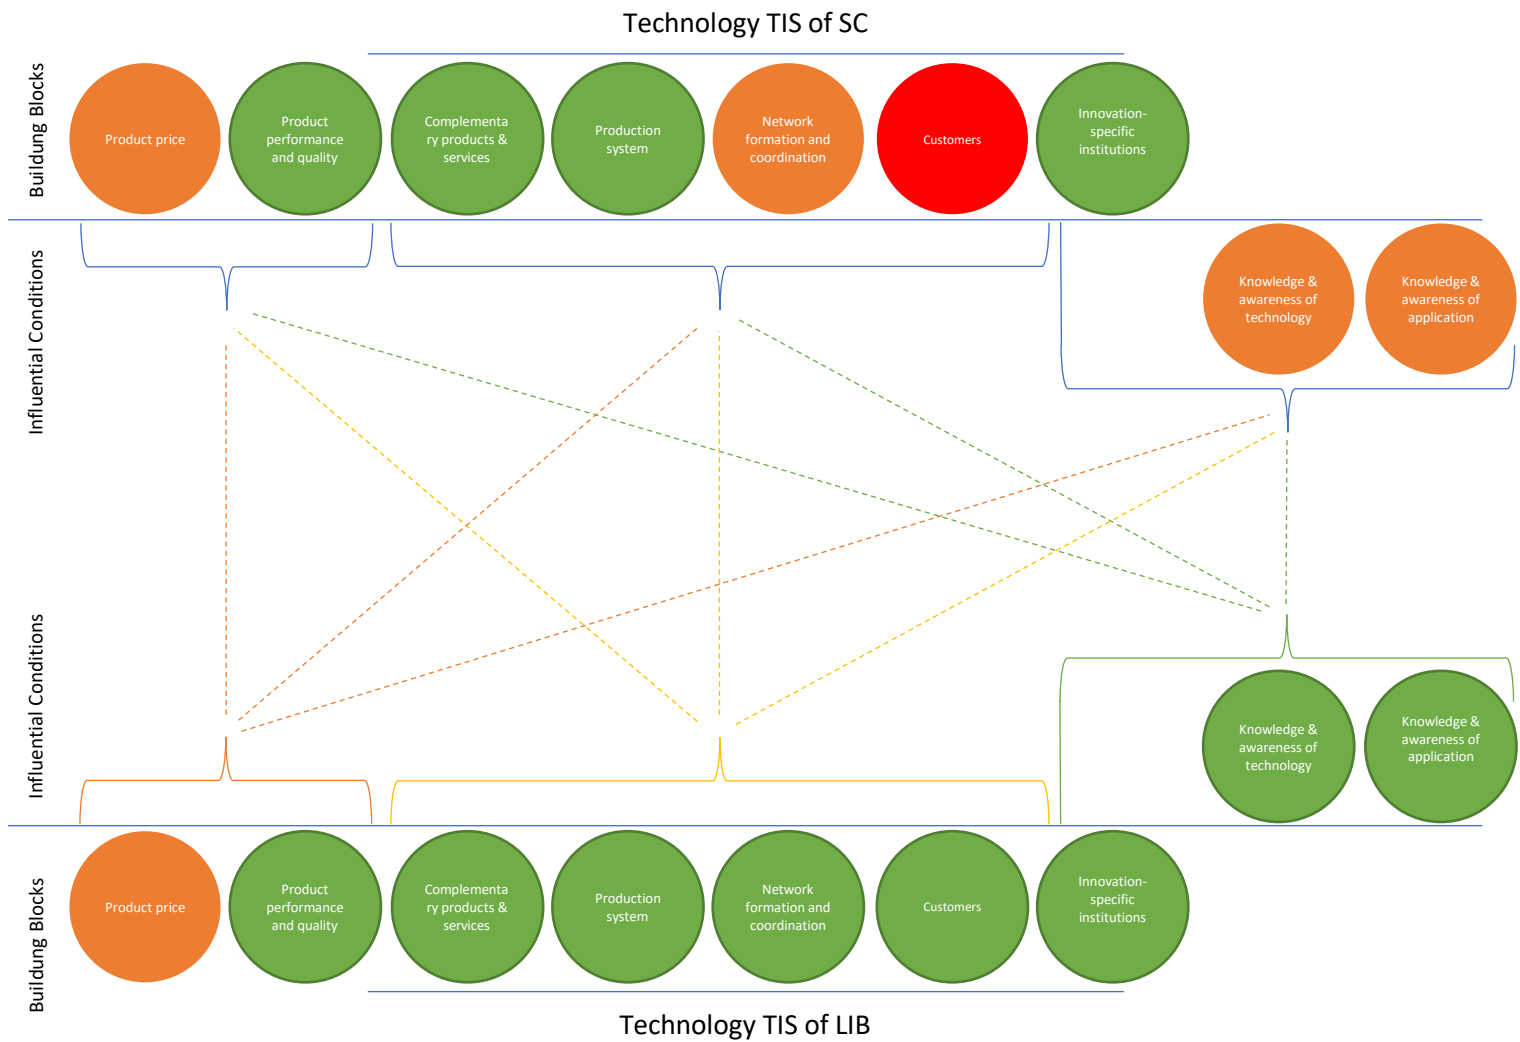 Technology TIS of SC
Buildung Blocks
Product price
Product
performance
and quality
Complementa
ry products &
services
Production
system
Network
formation and
coordination
Customers
Innovation-
specific
institutions
Influential Conditions
Knowledge &
awareness of
technology
Knowledge &
awareness of
application
Influential Conditions
Knowledge &
awareness of
technology
Knowledge &
awareness of
application
Buildung Blocks
Product price
Product
performance
and quality
Complementa
ry products &
services
Production
system
Network
formation and
coordination
Customers
Innovation-
specific
institutions
Technology TIS of LIB